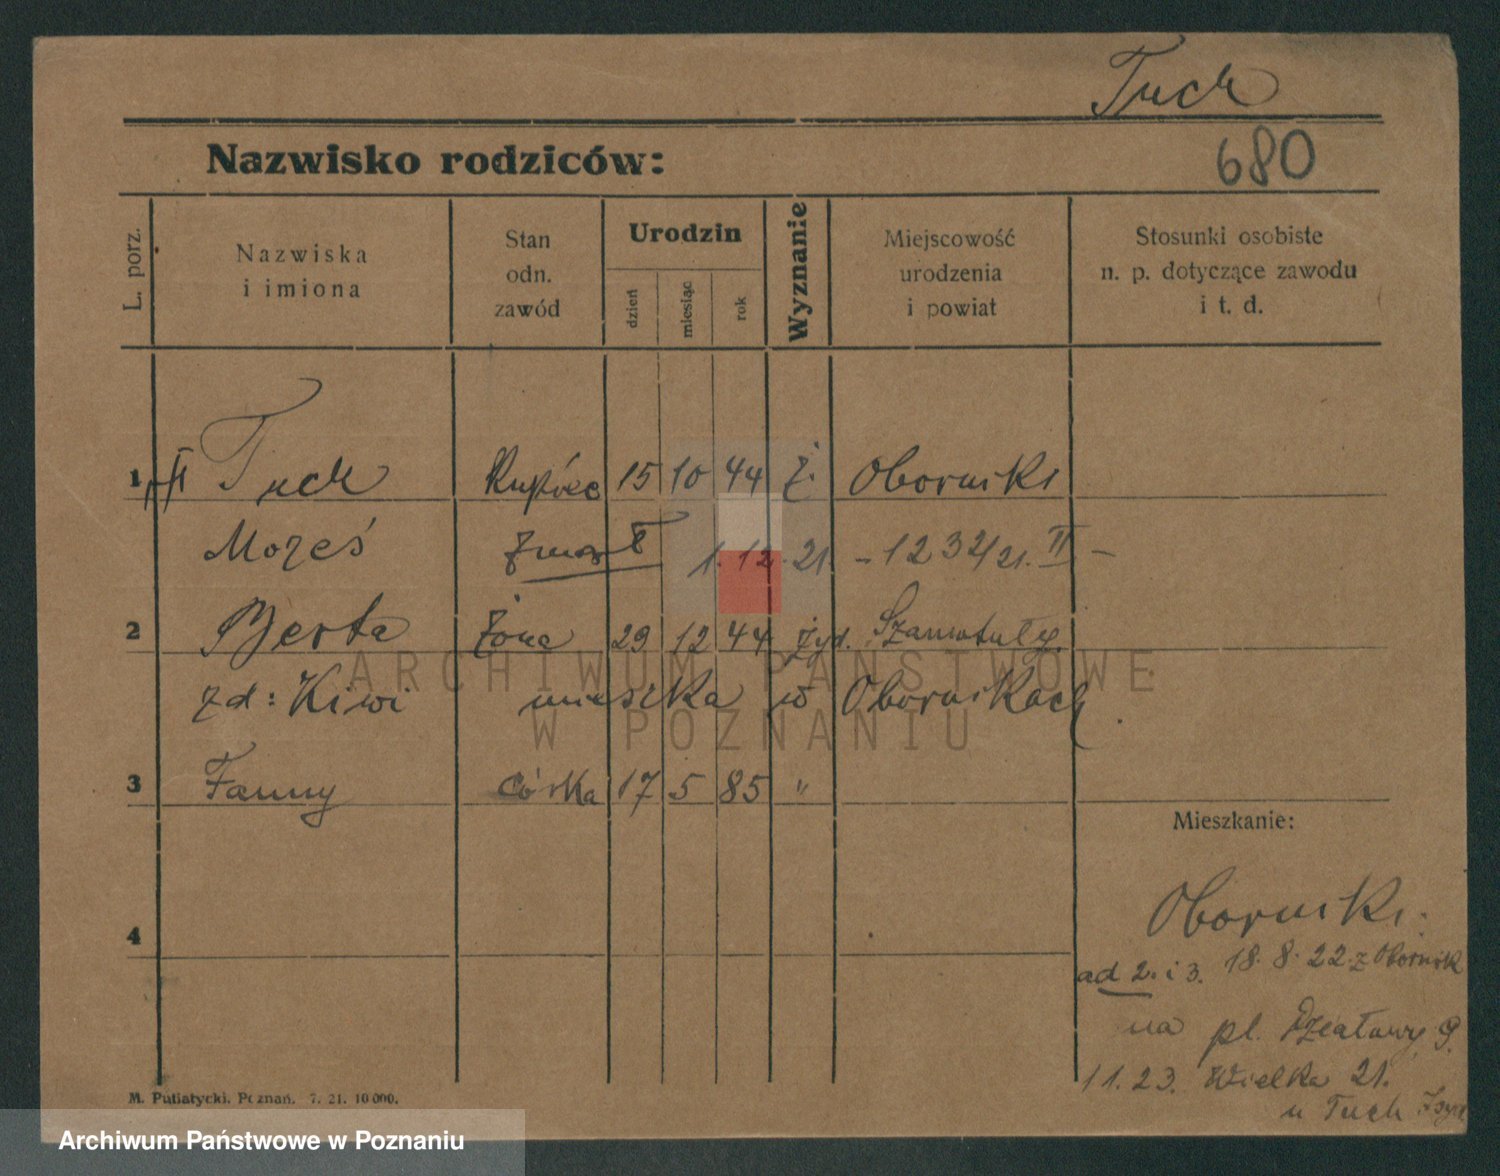 Tuch
Nazwisko rodziców:
680
L. porz.
Nazwiska
i imiona
Stan
odn.
zawód
Urodzin
dzień
miesiąc
rok
Wyznanie
Miejscowość
urodzenia
i powiat
Stosunki osobiste
n. p. dotyczące zawodu
i t. d.
1 Tuch Kupiec 15 10 44 ż. Oborniki
Moześ zmarł 1.12.21. - 1232/21. II -
2 Berta żona 29 12 44 żyd. Szamotuły
zd: Kiwi mieszka w Obornikach.
3 Fanny córka 17 5 85 "
Mieszkanie:
4
Oborniki.
ad 2. i 3. 18.8.22. z Obornik
na pl. Działowy 9.
11.23. Wielka 21.
u Tuch
M. Putiatycki. Poznań. 7. 21. 10 000.
ARCHIWUM PAŃSTWOWE
W POZNANIU
Archiwum Państwowe w Poznaniu